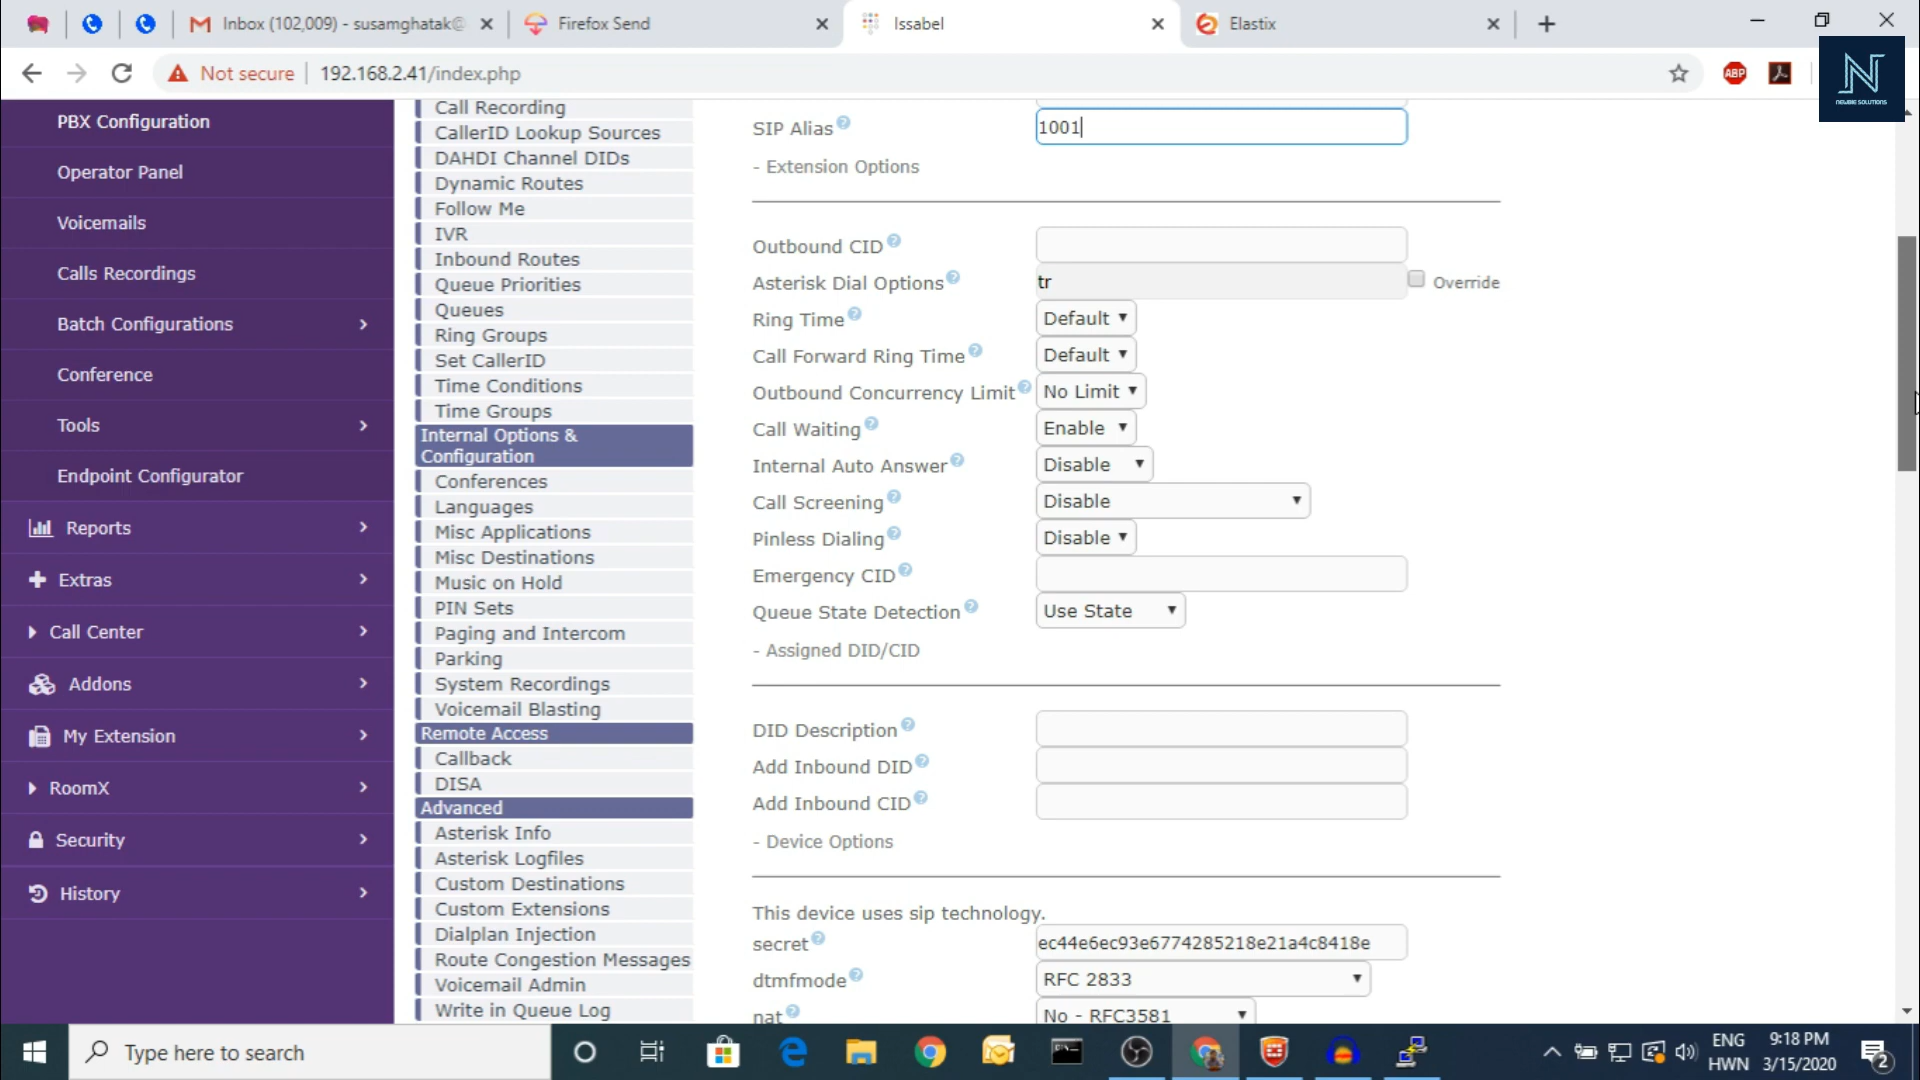 Inbox (102,009) - susamghatak@
Firefox Send
Issabel
Elastix
Not secure
192.168.2.41/index.php
ABP
N
NEWBIE SOLUTIONS
PBX Configuration
Operator Panel
Voicemails
Calls Recordings
Batch Configurations
Conference
Tools
Endpoint Configurator
Reports
Extras
Call Center
Addons
My Extension
RoomX
Security
History
Call Recording
CallerID Lookup Sources
DAHDI Channel DIDs
Dynamic Routes
Follow Me
IVR
Inbound Routes
Queue Priorities
Queues
Ring Groups
Set CallerID
Time Conditions
Time Groups
Internal Options &
Configuration
Conferences
Languages
Misc Applications
Misc Destinations
Music on Hold
PIN Sets
Paging and Intercom
Parking
System Recordings
Voicemail Blasting
Remote Access
Callback
DISA
Advanced
Asterisk Info
Asterisk Logfiles
Custom Destinations
Custom Extensions
Dialplan Injection
Route Congestion Messages
Voicemail Admin
Write in Queue Log
SIP Alias 1001
- Extension Options
Outbound CID
Asterisk Dial Options tr Override
Ring Time Default
Call Forward Ring Time Default
Outbound Concurrency Limit No Limit
Call Waiting Enable
Internal Auto Answer Disable
Call Screening Disable
Pinless Dialing Disable
Emergency CID
Queue State Detection Use State
- Assigned DID/CID
DID Description
Add Inbound DID
Add Inbound CID
- Device Options
This device uses sip technology.
secret ec44e6ec93e6774285218e21a4c8418e
dtmfmode RFC 2833
nat No - RFC3581
Type here to search
ENG
HWN
9:18 PM
3/15/2020
2